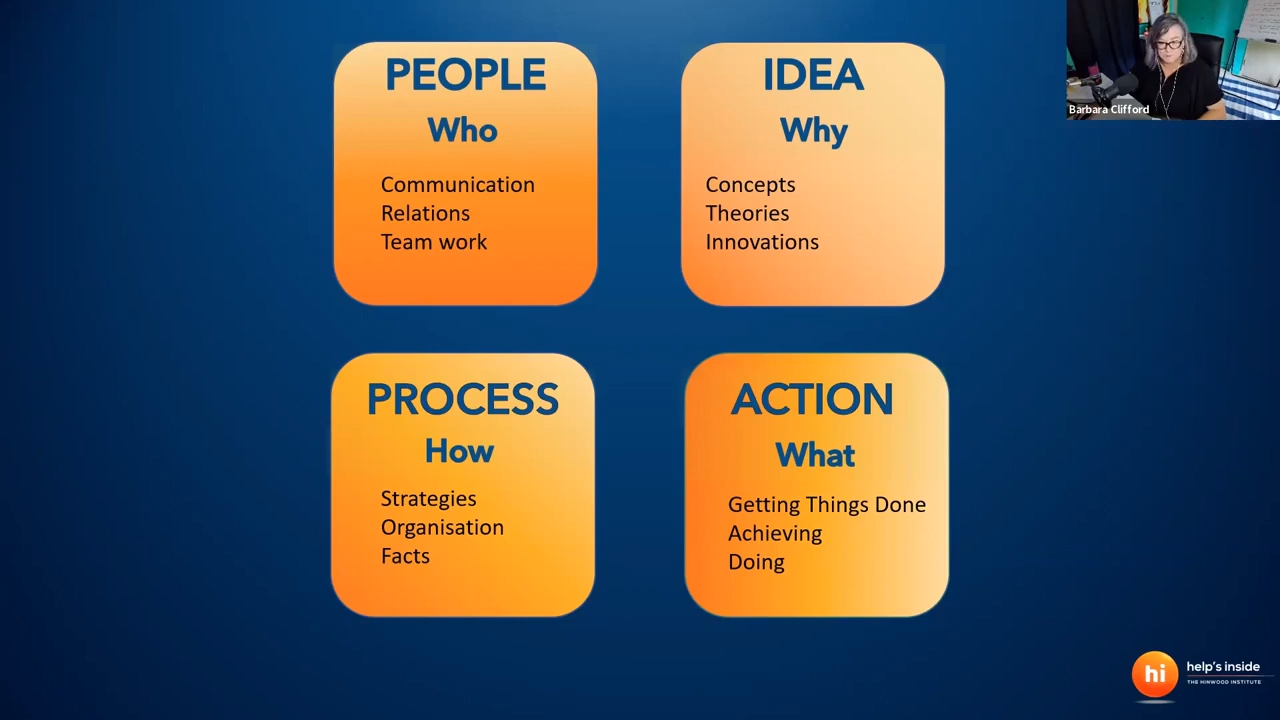 PEOPLE
Who
Communication
Relations
Team work
IDEA
Why
Concepts
Theories
Innovations
PROCESS
How
Strategies
Organisation
Facts
ACTION
What
Getting Things Done
Achieving
Doing
Barbara Clifford
hi
help's inside
THE HINWOOD INSTITUTE